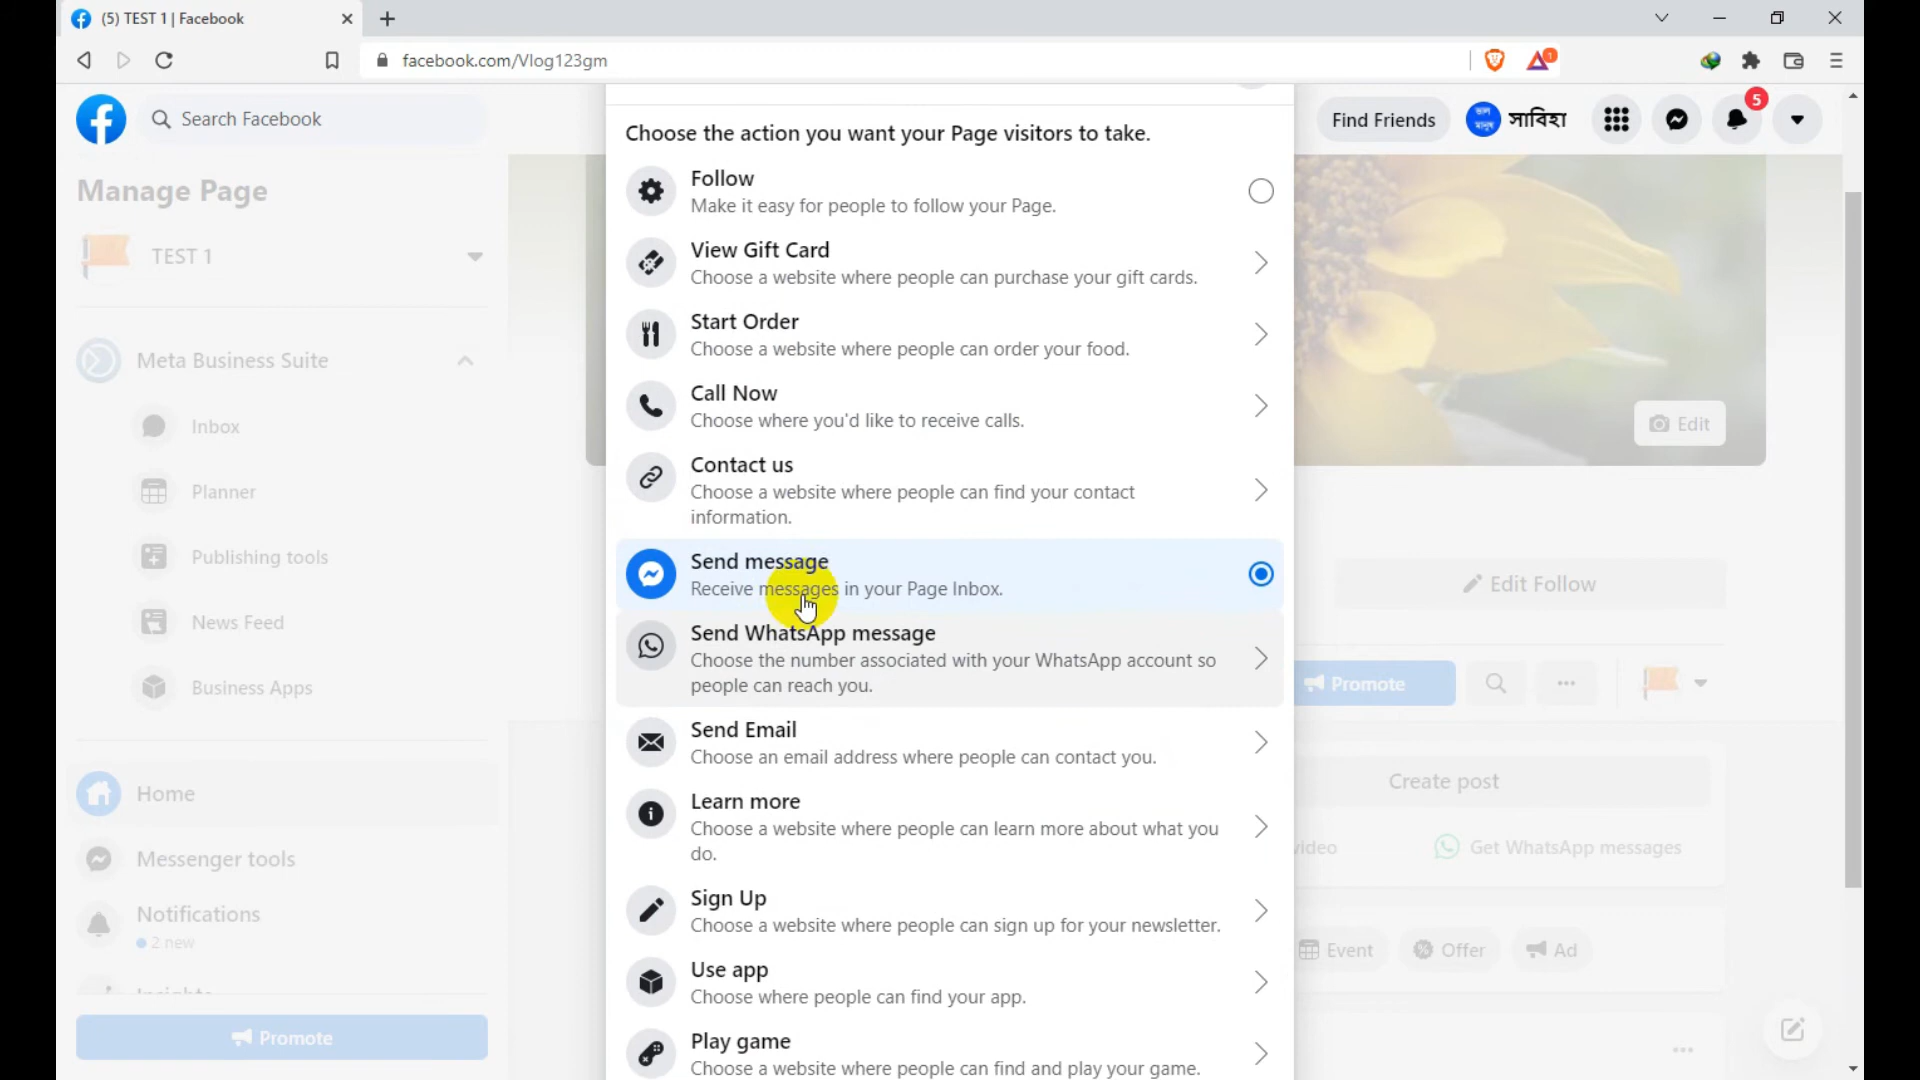 (5) TEST 1 | Facebook
facebook.com/Vlog123gm
1
Search Facebook
Find Friends
ভাল মানুষ
সাবিহা
5
Manage Page
TEST 1
Meta Business Suite
Inbox
Planner
Publishing tools
News Feed
Business Apps
Home
Messenger tools
Notifications
2 new
Insights
Promote
Choose the action you want your Page visitors to take.
Follow
Make it easy for people to follow your Page.
View Gift Card
Choose a website where people can purchase your gift cards.
Start Order
Choose a website where people can order your food.
Call Now
Choose where you'd like to receive calls.
Contact us
Choose a website where people can find your contact
information.
Send message
Receive messages in your Page Inbox.
Send WhatsApp message
Choose the number associated with your WhatsApp account so
people can reach you.
Send Email
Choose an email address where people can contact you.
Learn more
Choose a website where people can learn more about what you
do.
Sign Up
Choose a website where people can sign up for your newsletter.
Use app
Choose where people can find your app.
Play game
Choose a website where people can find and play your game.
Edit
Edit Follow
Promote
Create post
video
Get WhatsApp messages
Event
Offer
Ad